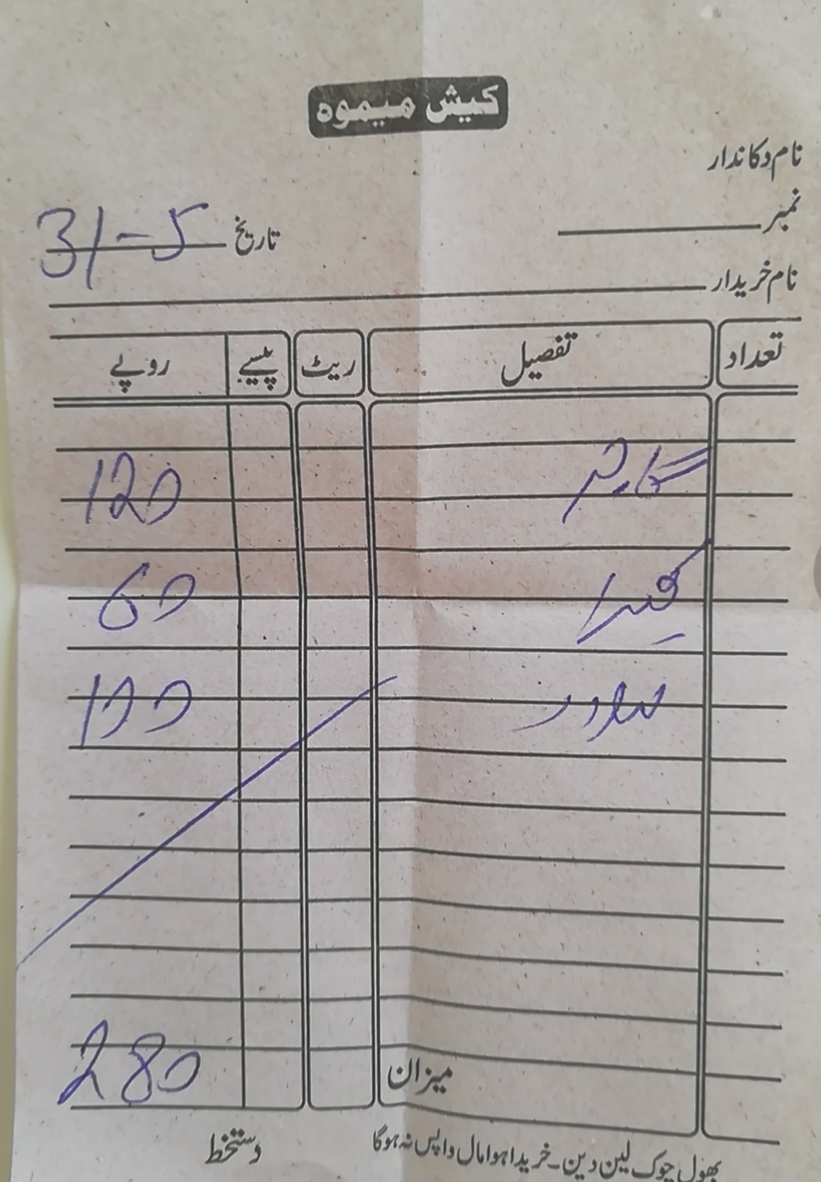 کیش میموہ
نام دکاندار
نمبر
تاریخ 31-5
نام خریدار
تعداد تفصیل ریٹ پیسے روپے
گاجر 120
کھیرا 60
100
میزان 280
بھول چوک لین دین۔خریدا ہوا مال واپس نہ ہوگا
دستخط